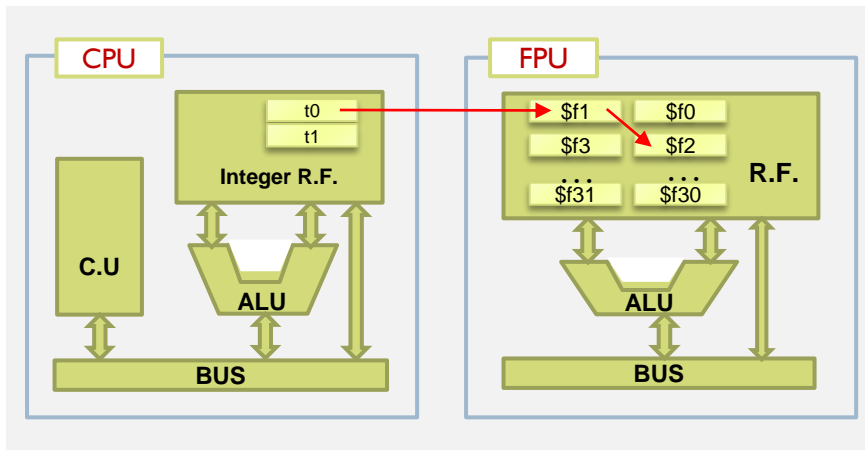 CPU
t0
t1
Integer R.F.
C.U
ALU
BUS
FPU
$f1 $f0
$f3 $f2
... ...
$f31 $f30
R.F.
ALU
BUS